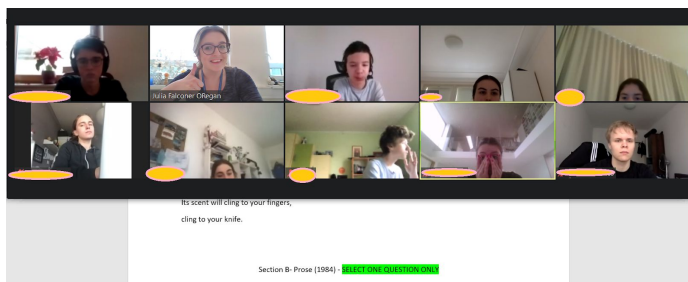 Julia Falconer ORegan
Its scent will cling to your fingers,
cling to your knife.
Section B- Prose (1984) - SELECT ONE QUESTION ONLY